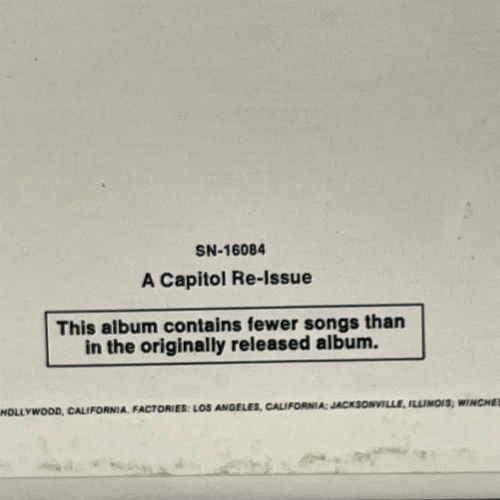 SN-16084
A Capitol Re-Issue
This album contains fewer songs than
in the originally released album.
HOLLYWOOD, CALIFORNIA. FACTORIES: LOS ANGELES, CALIFORNIA; JACKSONVILLE, ILLINOIS; WINCHES